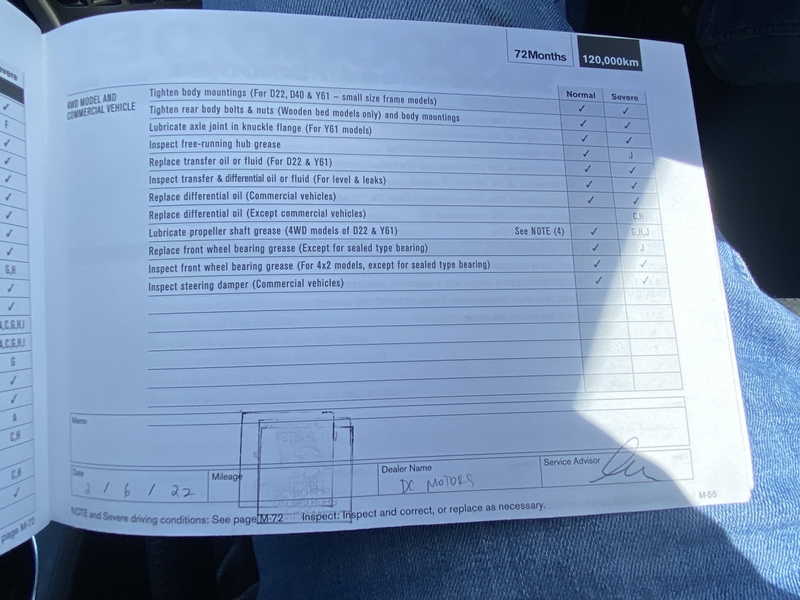 72Months 120,000km
4WD MODEL AND
COMMERCIAL VEHICLE
Normal Severe
Tighten body mountings (For D22, D40 & Y61 – small size frame models) ✓ ✓
Tighten rear body bolts & nuts (Wooden bed models only) and body mountings ✓ ✓
Lubricate axle joint in knuckle flange (For Y61 models) ✓ ✓
Inspect free-running hub grease ✓ J
Replace transfer oil or fluid (For D22 & Y61) ✓ ✓
Inspect transfer & differential oil or fluid (For level & leaks) ✓ ✓
Replace differential oil (Commercial vehicles) ✓ ✓
Replace differential oil (Except commercial vehicles) C,H
Lubricate propeller shaft grease (4WD models of D22 & Y61) See NOTE (4) ✓ G,H,J
Replace front wheel bearing grease (Except for sealed type bearing) ✓ J
Inspect front wheel bearing grease (For 4x2 models, except for sealed type bearing) ✓ ✓
Inspect steering damper (Commercial vehicles) ✓ ✓
Memo
Date 2 / 6 / 22 Mileage Dealer Name DC MOTORS Service Advisor
NOTE and Severe driving conditions: See page M-72 Inspect: Inspect and correct, or replace as necessary.
M-55
evere
✓
F
✓
✓
✓
✓
✓
✓
G,H
✓
✓
A,C,G,H,I
A,C,G,H,I
G
✓
✓
A
C,H
C,H
✓
page M-72